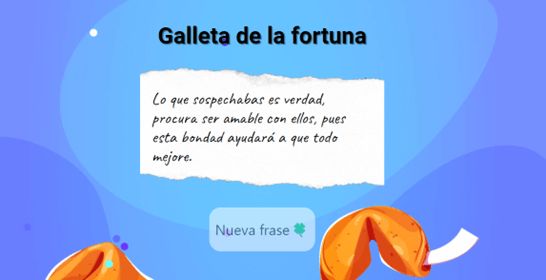 Galleta de la fortuna
Lo que sospechabas es verdad,
procura ser amable con ellos, pues
esta bondad ayudará a que todo
mejore.
Nueva frase 🍀